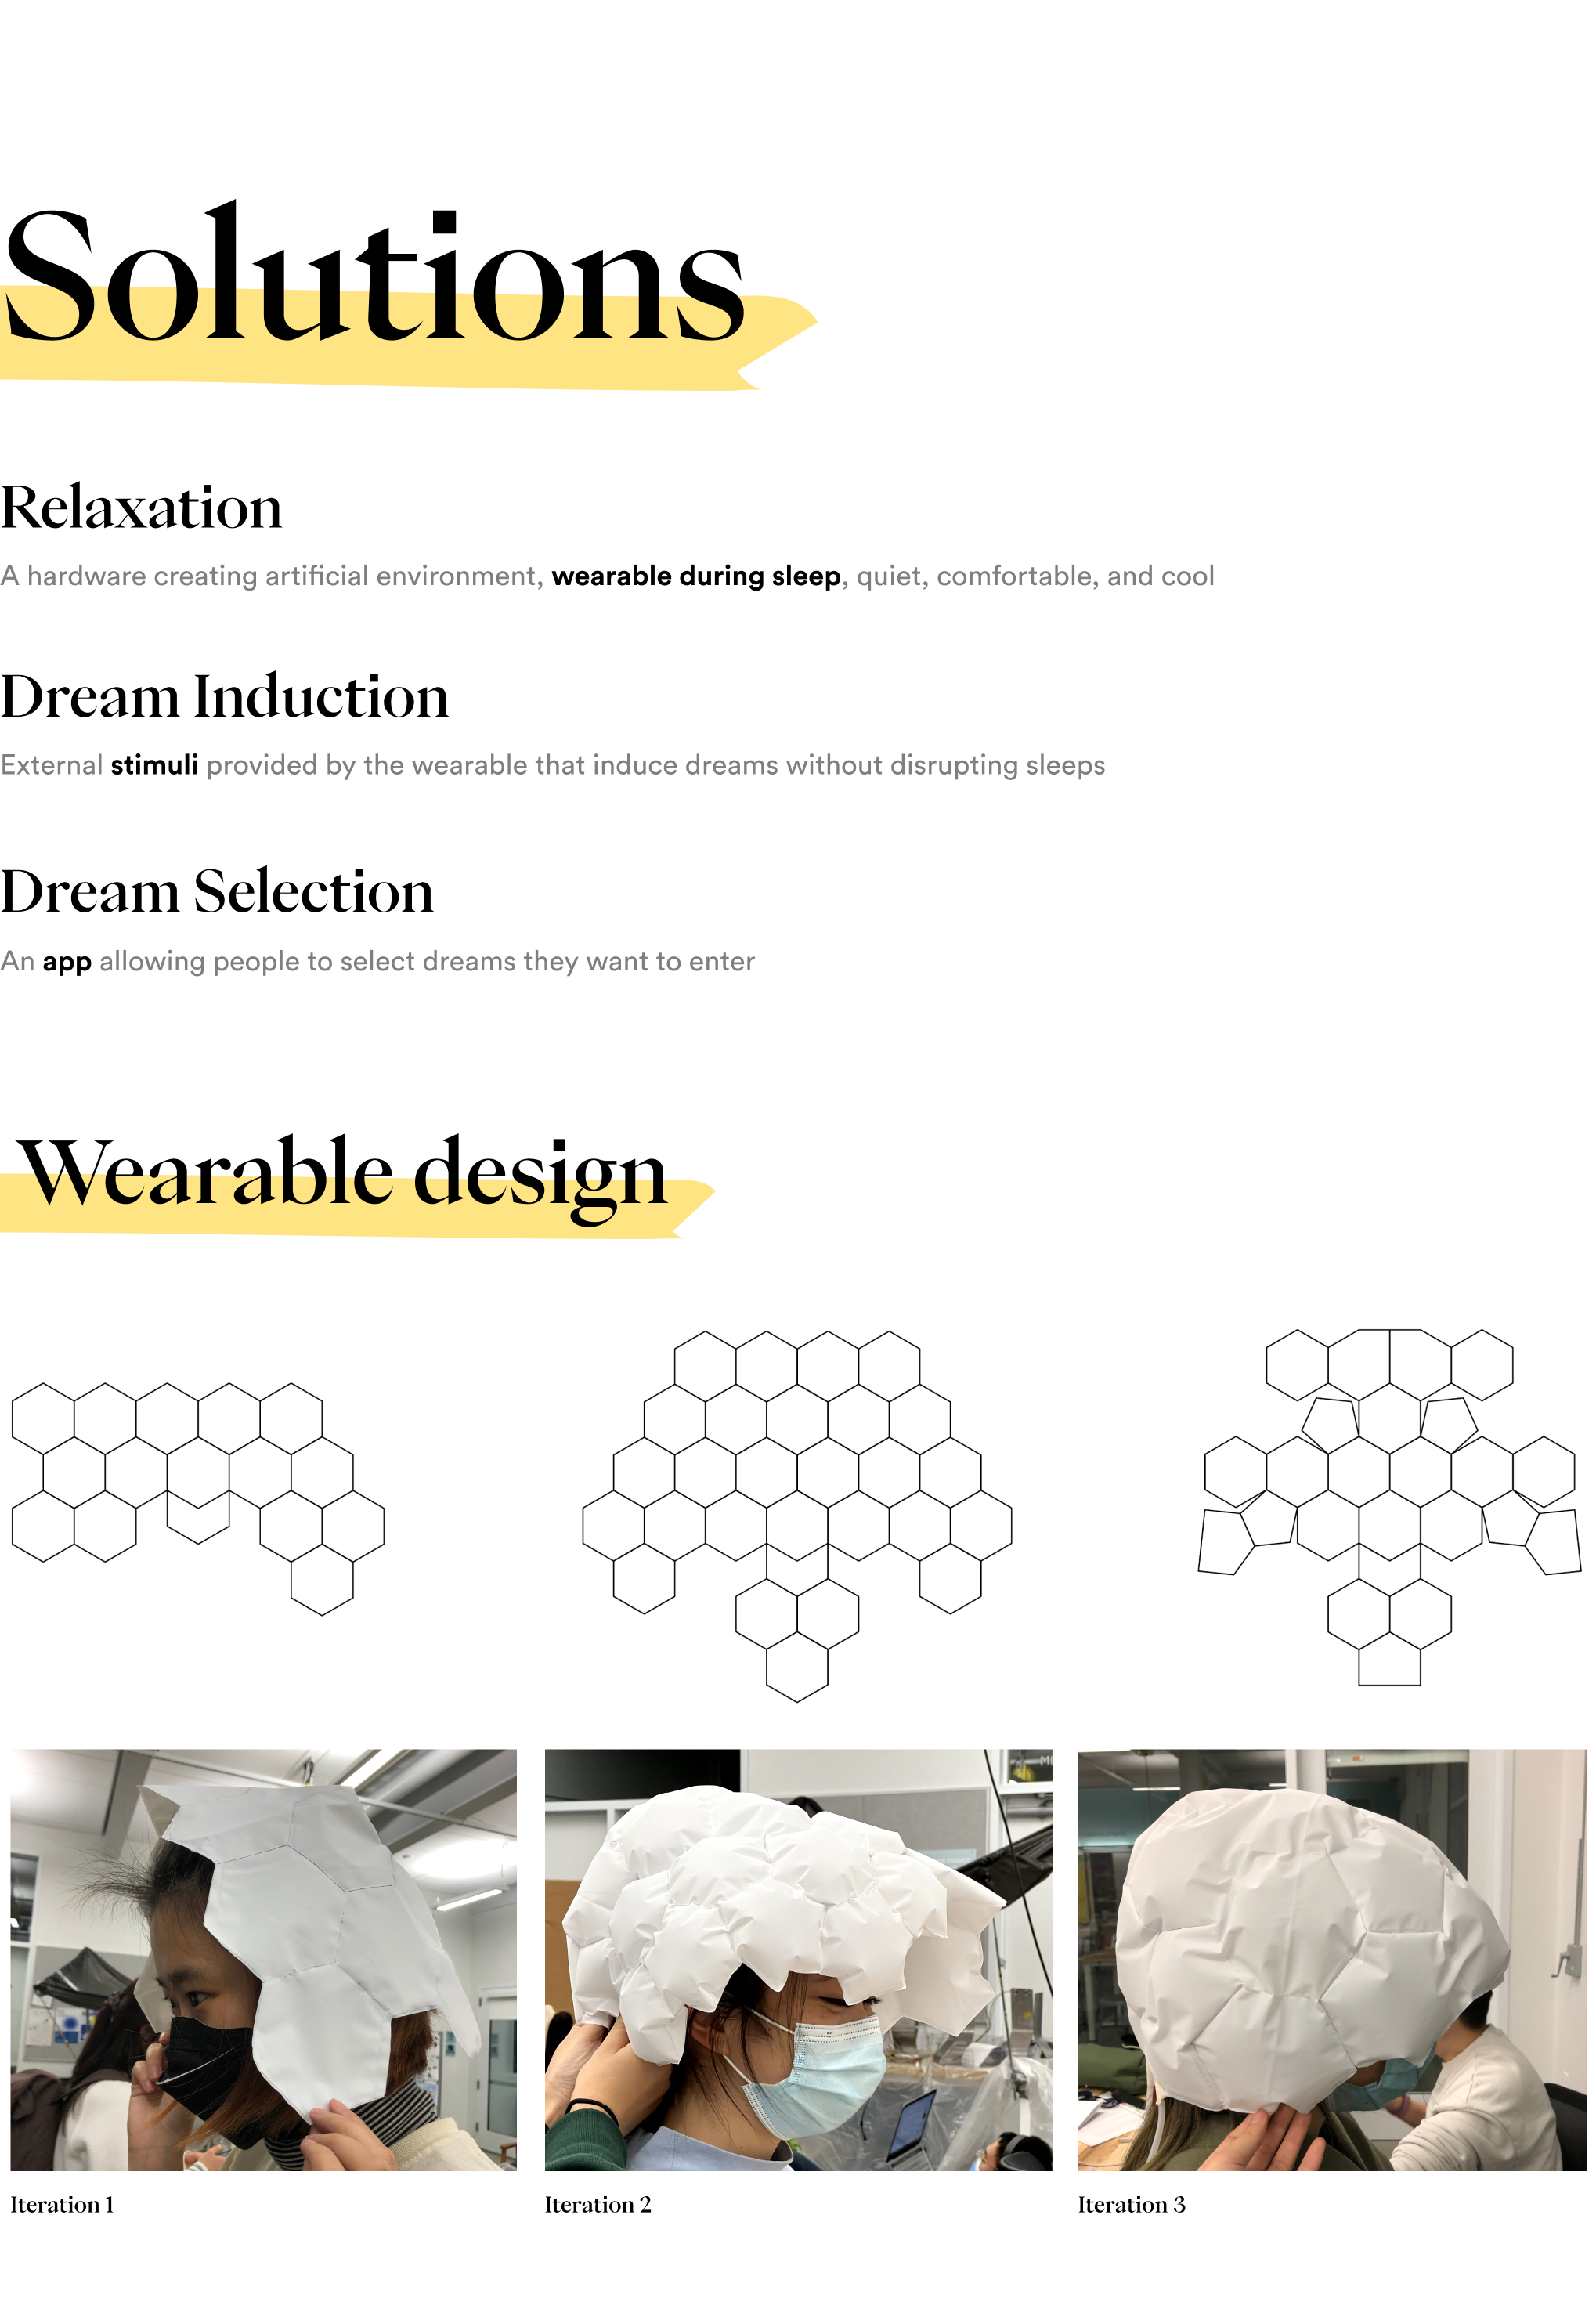 Solutions
Relaxation
A hardware creating artificial environment, wearable during sleep, quiet, comfortable, and cool
Dream Induction
External stimuli provided by the wearable that induce dreams without disrupting sleeps
Dream Selection
An app allowing people to select dreams they want to enter
Wearable design
Iteration 1
Iteration 2
Iteration 3